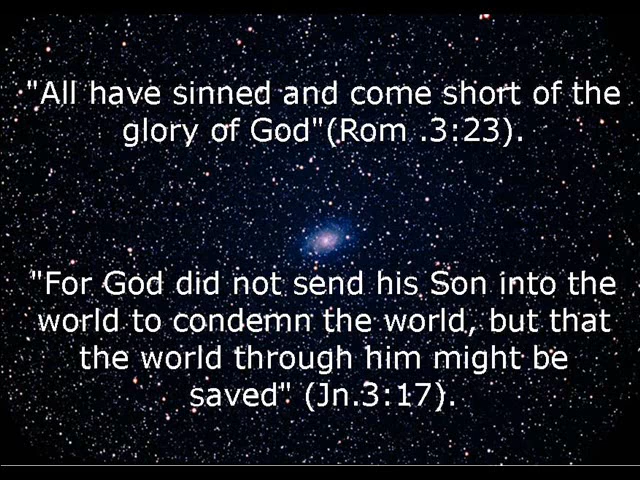 "All have sinned and come short of the
glory of God"(Rom .3:23).
"For God did not send his Son into the
world to condemn the world, but that
the world through him might be
saved" (Jn.3:17).